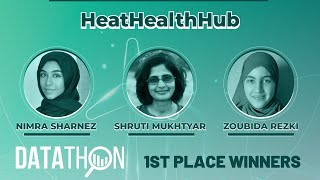 HeatHealthHub
NIMRA SHARNEZ
SHRUTI MUKHTYAR
ZOUBIDA REZKI
DATATHON
1ST PLACE WINNERS